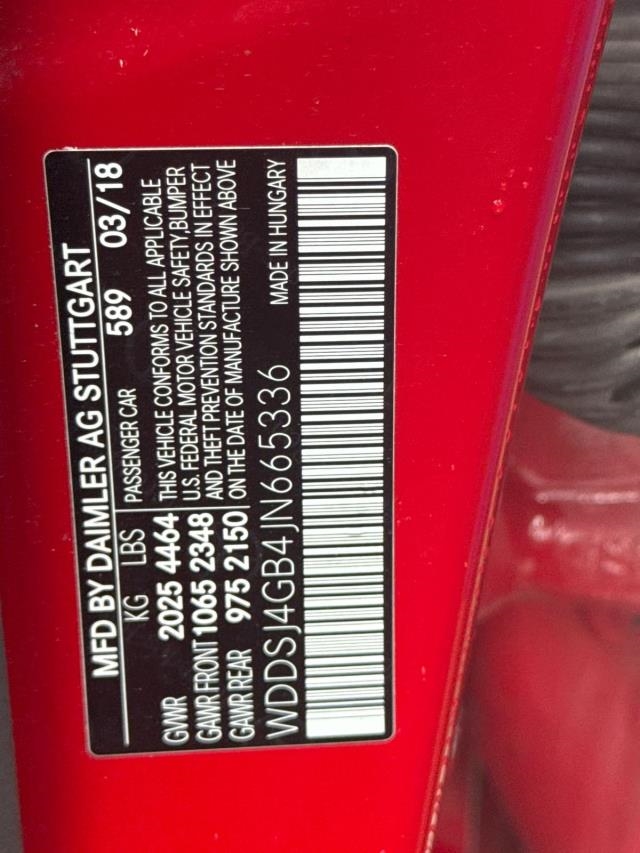 MFD BY DAIMLER AG STUTTGART
KG LBS PASSENGER CAR 589 03/18
GVWR 2025 4464 THIS VEHICLE CONFORMS TO ALL APPLICABLE
GAWR FRONT 1065 2348 U.S. FEDERAL MOTOR VEHICLE SAFETY,BUMPER
AND THEFT PREVENTION STANDARDS IN EFFECT
GAWR REAR 975 2150 ON THE DATE OF MANUFACTURE SHOWN ABOVE
WDDSJ4GB4JN665336 MADE IN HUNGARY